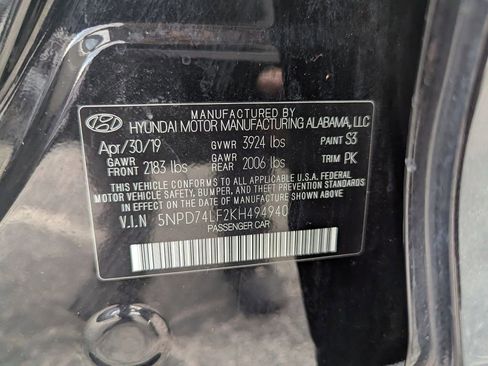 MANUFACTURED BY
HYUNDAI MOTOR MANUFACTURING ALABAMA, LLC
Apr/30/19 GVWR 3924 lbs PAINT S3
GAWR FRONT 2183 lbs GAWR REAR 2006 lbs TRIM PK
THIS VEHICLE CONFORMS TO ALL APPLICABLE U.S.A. FEDERAL
MOTOR VEHICLE SAFETY, BUMPER, AND THEFT PREVENTION STANDARDS
IN EFFECT ON THE DATE OF MANUFACTURE SHOWN ABOVE.
V.I.N 5NPD74LF2KH494940
PASSENGER CAR